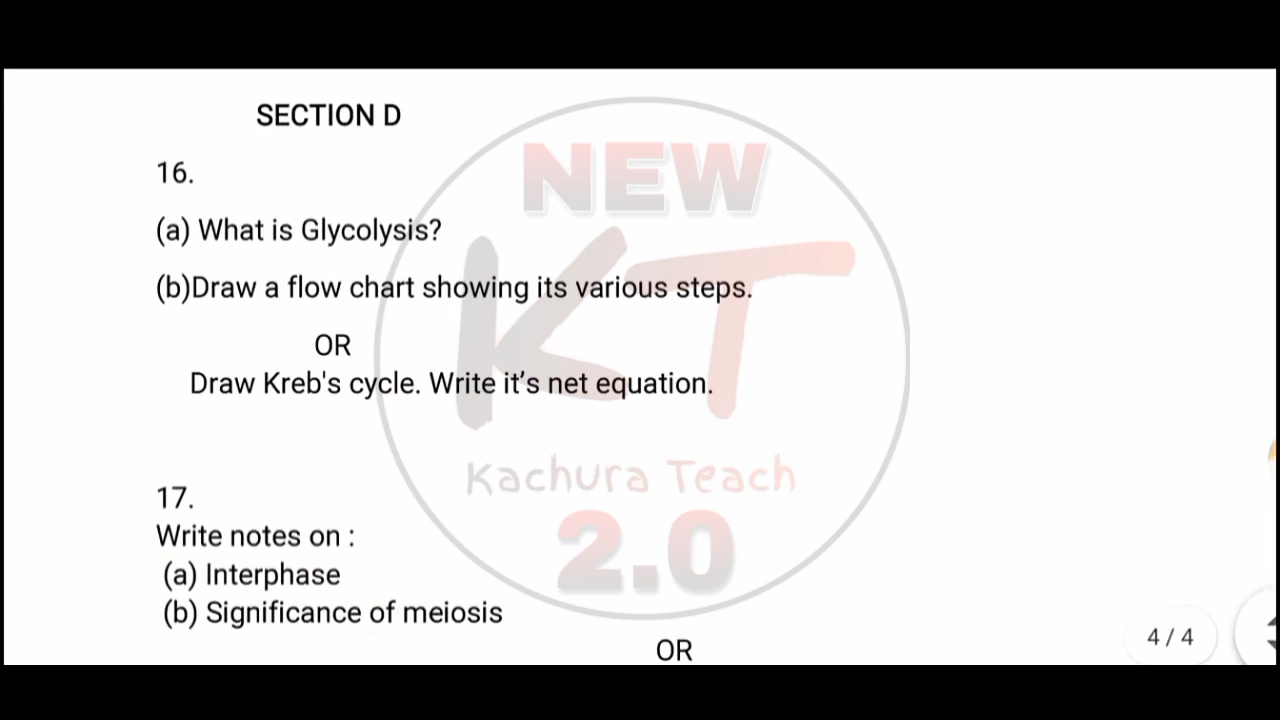 SECTION D
16.
(a) What is Glycolysis?
(b)Draw a flow chart showing its various steps.
OR
Draw Kreb's cycle. Write it’s net equation.
17.
Write notes on :
(a) Interphase
(b) Significance of meiosis
OR
NEW
KT
Kachura Teach
2.0
4 / 4